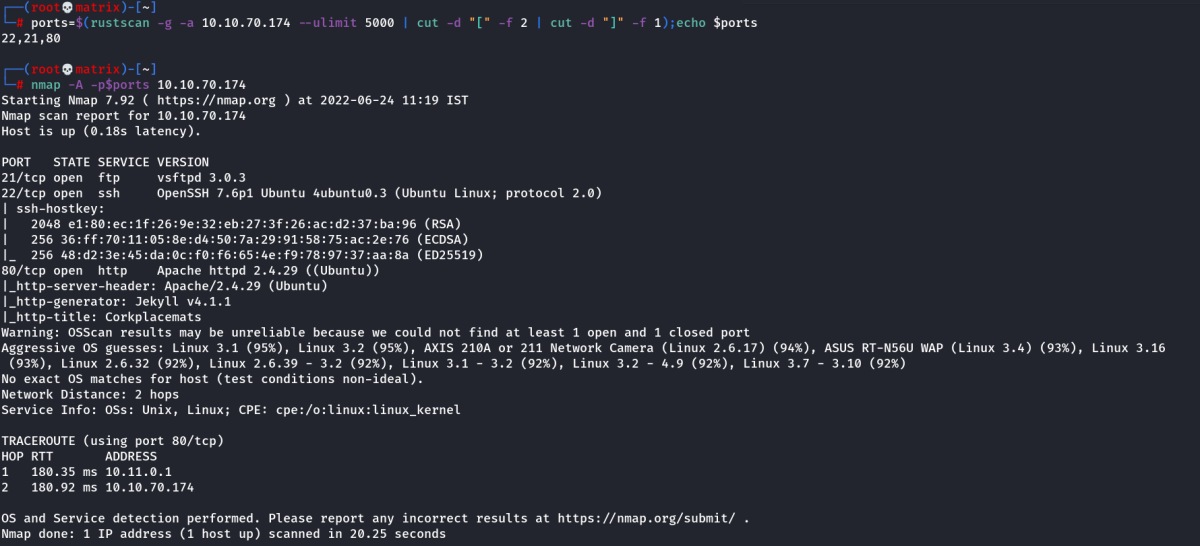 ┌──(root💀matrix)-[~]
└─# ports=$(rustscan -g -a 10.10.70.174 --ulimit 5000 | cut -d "[" -f 2 | cut -d "]" -f 1);echo $ports
22,21,80
┌──(root💀matrix)-[~]
└─# nmap -A -p$ports 10.10.70.174
Starting Nmap 7.92 ( https://nmap.org ) at 2022-06-24 11:19 IST
Nmap scan report for 10.10.70.174
Host is up (0.18s latency).
PORT   STATE SERVICE VERSION
21/tcp open  ftp     vsftpd 3.0.3
22/tcp open  ssh     OpenSSH 7.6p1 Ubuntu 4ubuntu0.3 (Ubuntu Linux; protocol 2.0)
| ssh-hostkey:
|   2048 e1:80:ec:1f:26:9e:32:eb:27:3f:26:ac:d2:37:ba:96 (RSA)
|   256 36:ff:70:11:05:8e:d4:50:7a:29:91:58:75:ac:2e:76 (ECDSA)
|_  256 48:d2:3e:45:da:0c:f0:f6:65:4e:f9:78:97:37:aa:8a (ED25519)
80/tcp open  http    Apache httpd 2.4.29 ((Ubuntu))
|_http-server-header: Apache/2.4.29 (Ubuntu)
|_http-generator: Jekyll v4.1.1
|_http-title: Corkplacemats
Warning: OSScan results may be unreliable because we could not find at least 1 open and 1 closed port
Aggressive OS guesses: Linux 3.1 (95%), Linux 3.2 (95%), AXIS 210A or 211 Network Camera (Linux 2.6.17) (94%), ASUS RT-N56U WAP (Linux 3.4) (93%), Linux 3.16
(93%), Linux 2.6.32 (92%), Linux 2.6.39 - 3.2 (92%), Linux 3.1 - 3.2 (92%), Linux 3.2 - 4.9 (92%), Linux 3.7 - 3.10 (92%)
No exact OS matches for host (test conditions non-ideal).
Network Distance: 2 hops
Service Info: OSs: Unix, Linux; CPE: cpe:/o:linux:linux_kernel
TRACEROUTE (using port 80/tcp)
HOP RTT       ADDRESS
1   180.35 ms 10.11.0.1
2   180.92 ms 10.10.70.174
OS and Service detection performed. Please report any incorrect results at https://nmap.org/submit/ .
Nmap done: 1 IP address (1 host up) scanned in 20.25 seconds